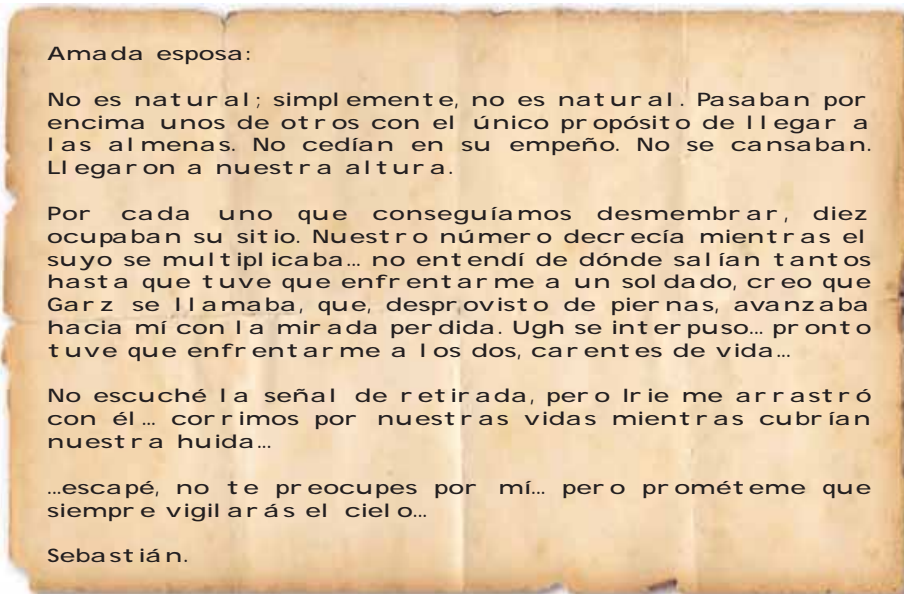 Amada esposa:
No es natural; simplemente, no es natural. Pasaban por
encima unos de otros con el único propósito de llegar a
las almenas. No cedían en su empeño. No se cansaban.
Llegaron a nuestra altura.
Por cada uno que conseguíamos desmembrar, diez
ocupaban su sitio. Nuestro número decrecía mientras el
suyo se multiplicaba… no entendí de dónde salían tantos
hasta que tuve que enfrentarme a un soldado, creo que
Garz se llamaba, que, desprovisto de piernas, avanzaba
hacia mí con la mirada perdida. Ugh se interpuso… pronto
tuve que enfrentarme a los dos, carentes de vida…
No escuché la señal de retirada, pero Irie me arrastró
con él… corrimos por nuestras vidas mientras cubrían
nuestra huida…
…escapé, no te preocupes por mí… pero prométeme que
siempre vigilarás el cielo…
Sebastián.